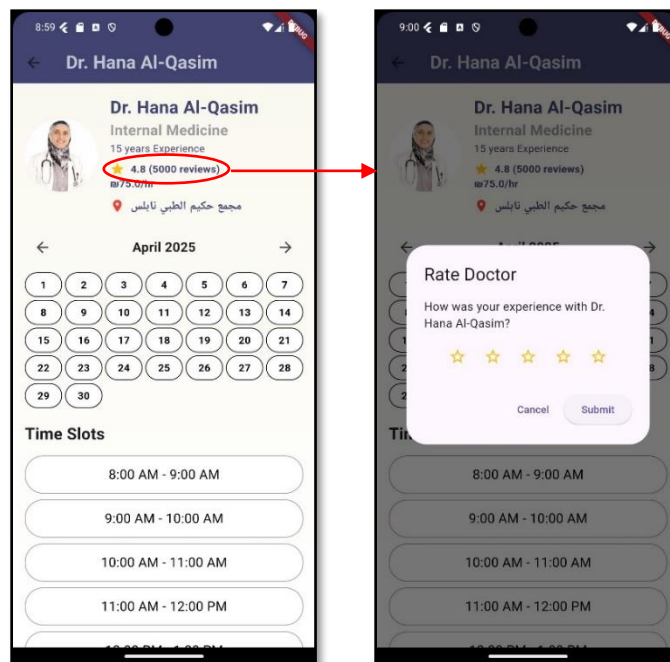 8:59
Dr. Hana Al-Qasim
Dr. Hana Al-Qasim
Internal Medicine
15 years Experience
4.8 (5000 reviews)
₪75.0/hr
مجمع حكيم الطبي نابلس
April 2025
1 2 3 4 5 6 7
8 9 10 11 12 13 14
15 16 17 18 19 20 21
22 23 24 25 26 27 28
29 30
Time Slots
8:00 AM - 9:00 AM
9:00 AM - 10:00 AM
10:00 AM - 11:00 AM
11:00 AM - 12:00 PM
9:00
Dr. Hana Al-Qasim
Dr. Hana Al-Qasim
Internal Medicine
15 years Experience
4.8 (5000 reviews)
₪75.0/hr
مجمع حكيم الطبي نابلس
Rate Doctor
How was your experience with Dr.
Hana Al-Qasim?
Cancel Submit
8:00 AM - 9:00 AM
9:00 AM - 10:00 AM
10:00 AM - 11:00 AM
11:00 AM - 12:00 PM